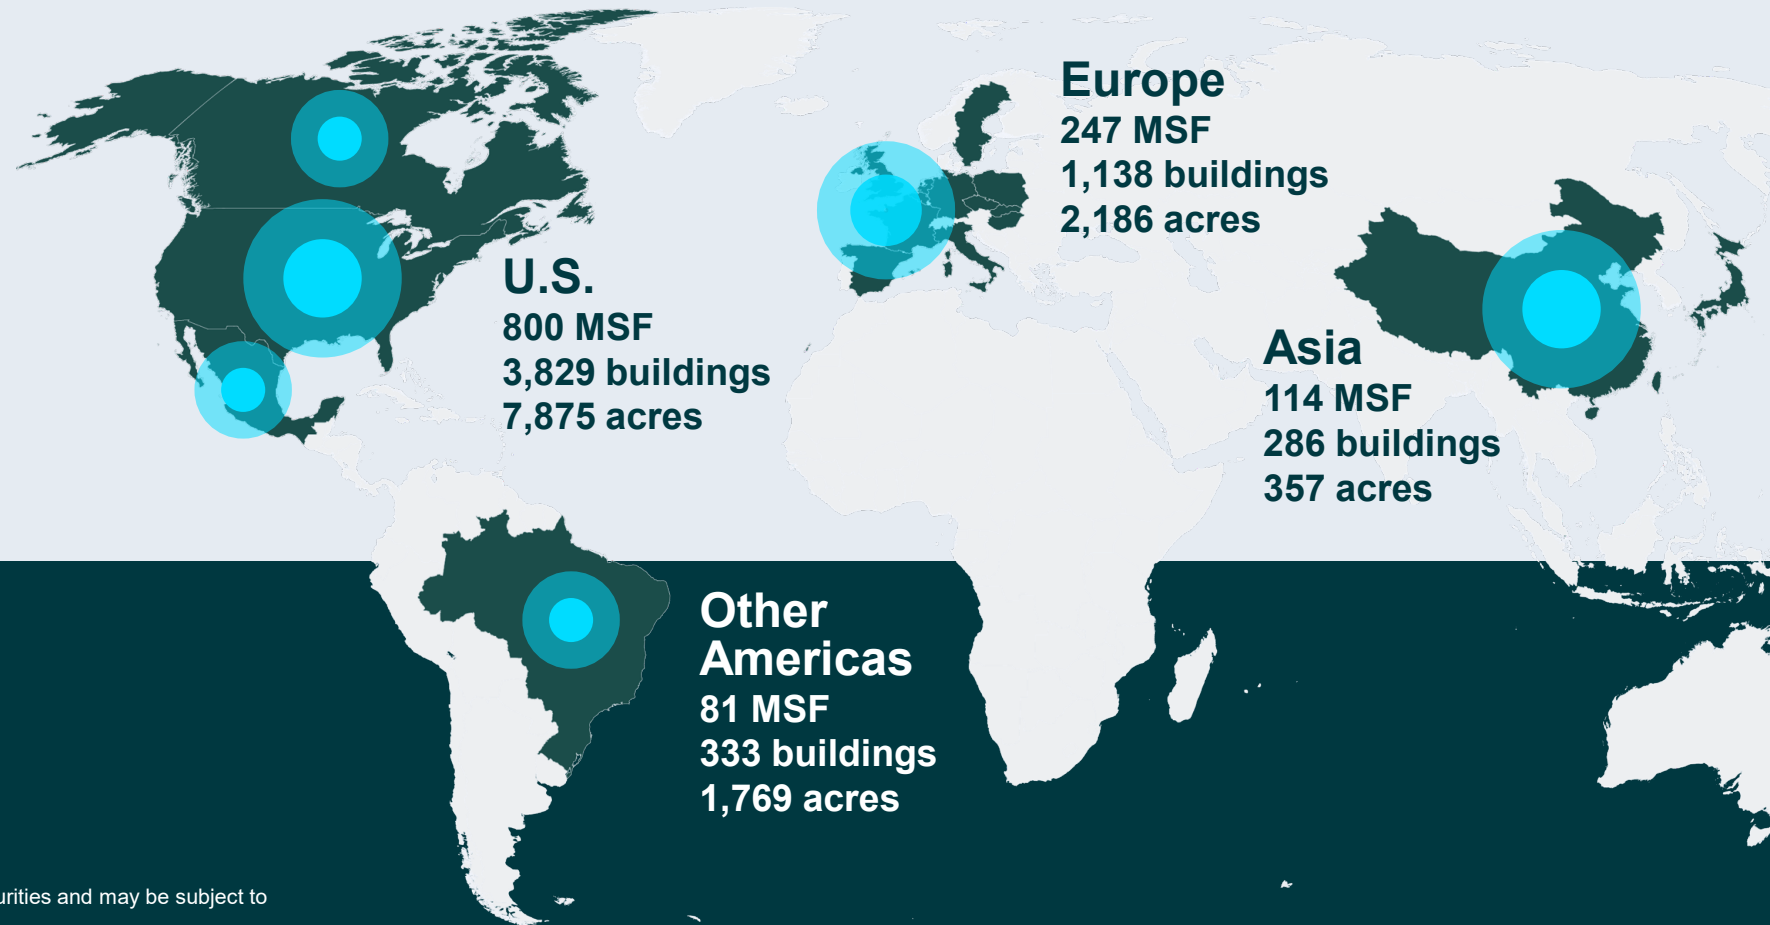 Europe
247 MSF
1,138 buildings
2,186 acres
U.S.
800 MSF
3,829 buildings
7,875 acres
Asia
114 MSF
286 buildings
357 acres
Other
Americas
81 MSF
333 buildings
1,769 acres
and may be subject to